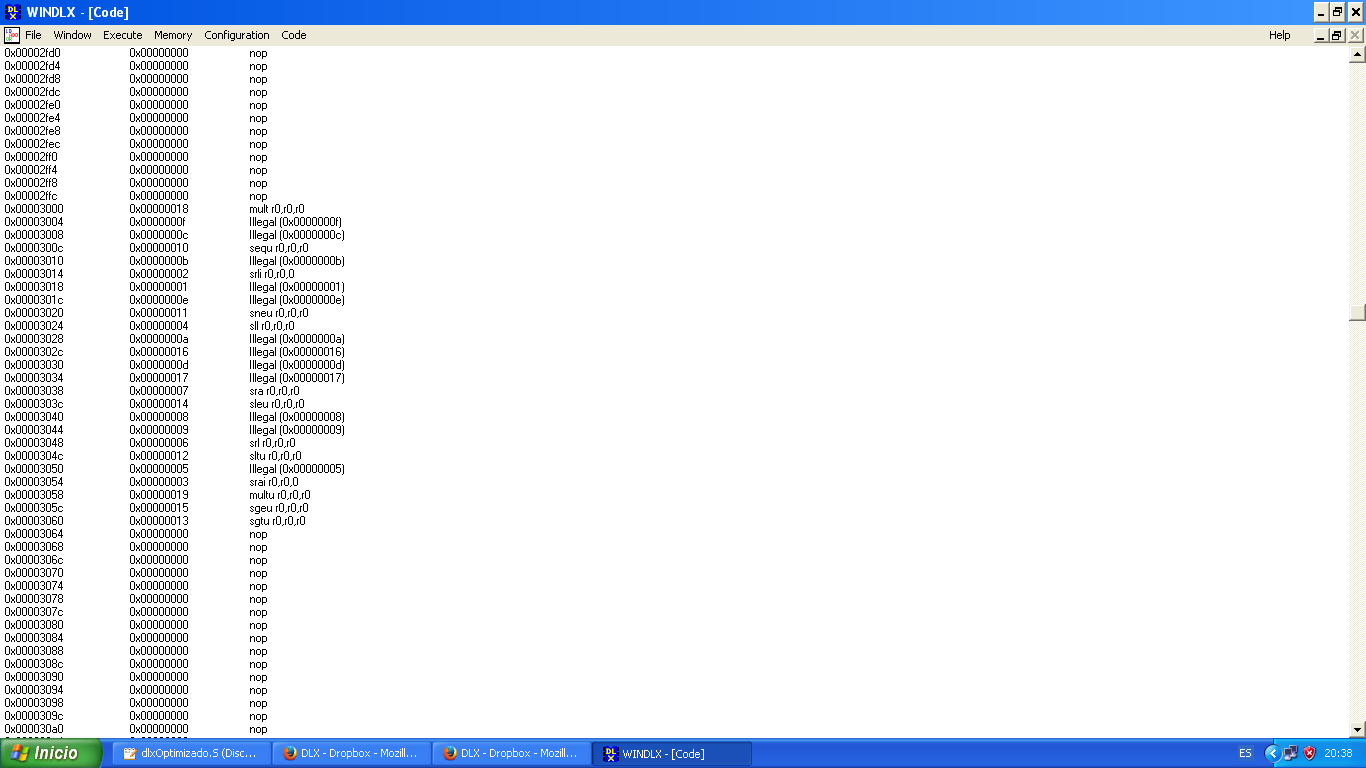 WINDLX - [Code]
File Window Execute Memory Configuration Code Help
0x00002fd0 0x00000000 nop
0x00002fd4 0x00000000 nop
0x00002fd8 0x00000000 nop
0x00002fdc 0x00000000 nop
0x00002fe0 0x00000000 nop
0x00002fe4 0x00000000 nop
0x00002fe8 0x00000000 nop
0x00002fec 0x00000000 nop
0x00002ff0 0x00000000 nop
0x00002ff4 0x00000000 nop
0x00002ff8 0x00000000 nop
0x00002ffc 0x00000000 nop
0x00003000 0x00000018 mult r0,r0,r0
0x00003004 0x0000000f Illegal (0x0000000f)
0x00003008 0x0000000c Illegal (0x0000000c)
0x0000300c 0x00000010 sequ r0,r0,r0
0x00003010 0x0000000b Illegal (0x0000000b)
0x00003014 0x00000002 srli r0,r0,0
0x00003018 0x00000001 Illegal (0x00000001)
0x0000301c 0x0000000e Illegal (0x0000000e)
0x00003020 0x00000011 sneu r0,r0,r0
0x00003024 0x00000004 sll r0,r0,r0
0x00003028 0x0000000a Illegal (0x0000000a)
0x0000302c 0x00000016 Illegal (0x00000016)
0x00003030 0x0000000d Illegal (0x0000000d)
0x00003034 0x00000017 Illegal (0x00000017)
0x00003038 0x00000007 sra r0,r0,r0
0x0000303c 0x00000014 sleu r0,r0,r0
0x00003040 0x00000008 Illegal (0x00000008)
0x00003044 0x00000009 Illegal (0x00000009)
0x00003048 0x00000006 srl r0,r0,r0
0x0000304c 0x00000012 sltu r0,r0,r0
0x00003050 0x00000005 Illegal (0x00000005)
0x00003054 0x00000003 srai r0,r0,0
0x00003058 0x00000019 multu r0,r0,r0
0x0000305c 0x00000015 sgeu r0,r0,r0
0x00003060 0x00000013 sgtu r0,r0,r0
0x00003064 0x00000000 nop
0x00003068 0x00000000 nop
0x0000306c 0x00000000 nop
0x00003070 0x00000000 nop
0x00003074 0x00000000 nop
0x00003078 0x00000000 nop
0x0000307c 0x00000000 nop
0x00003080 0x00000000 nop
0x00003084 0x00000000 nop
0x00003088 0x00000000 nop
0x0000308c 0x00000000 nop
0x00003090 0x00000000 nop
0x00003094 0x00000000 nop
0x00003098 0x00000000 nop
0x0000309c 0x00000000 nop
0x000030a0 0x00000000 nop
Inicio dlxOptimizado.S (Disc... DLX - Dropbox - Mozill... DLX - Dropbox - Mozill... WINDLX - [Code] ES 20:38